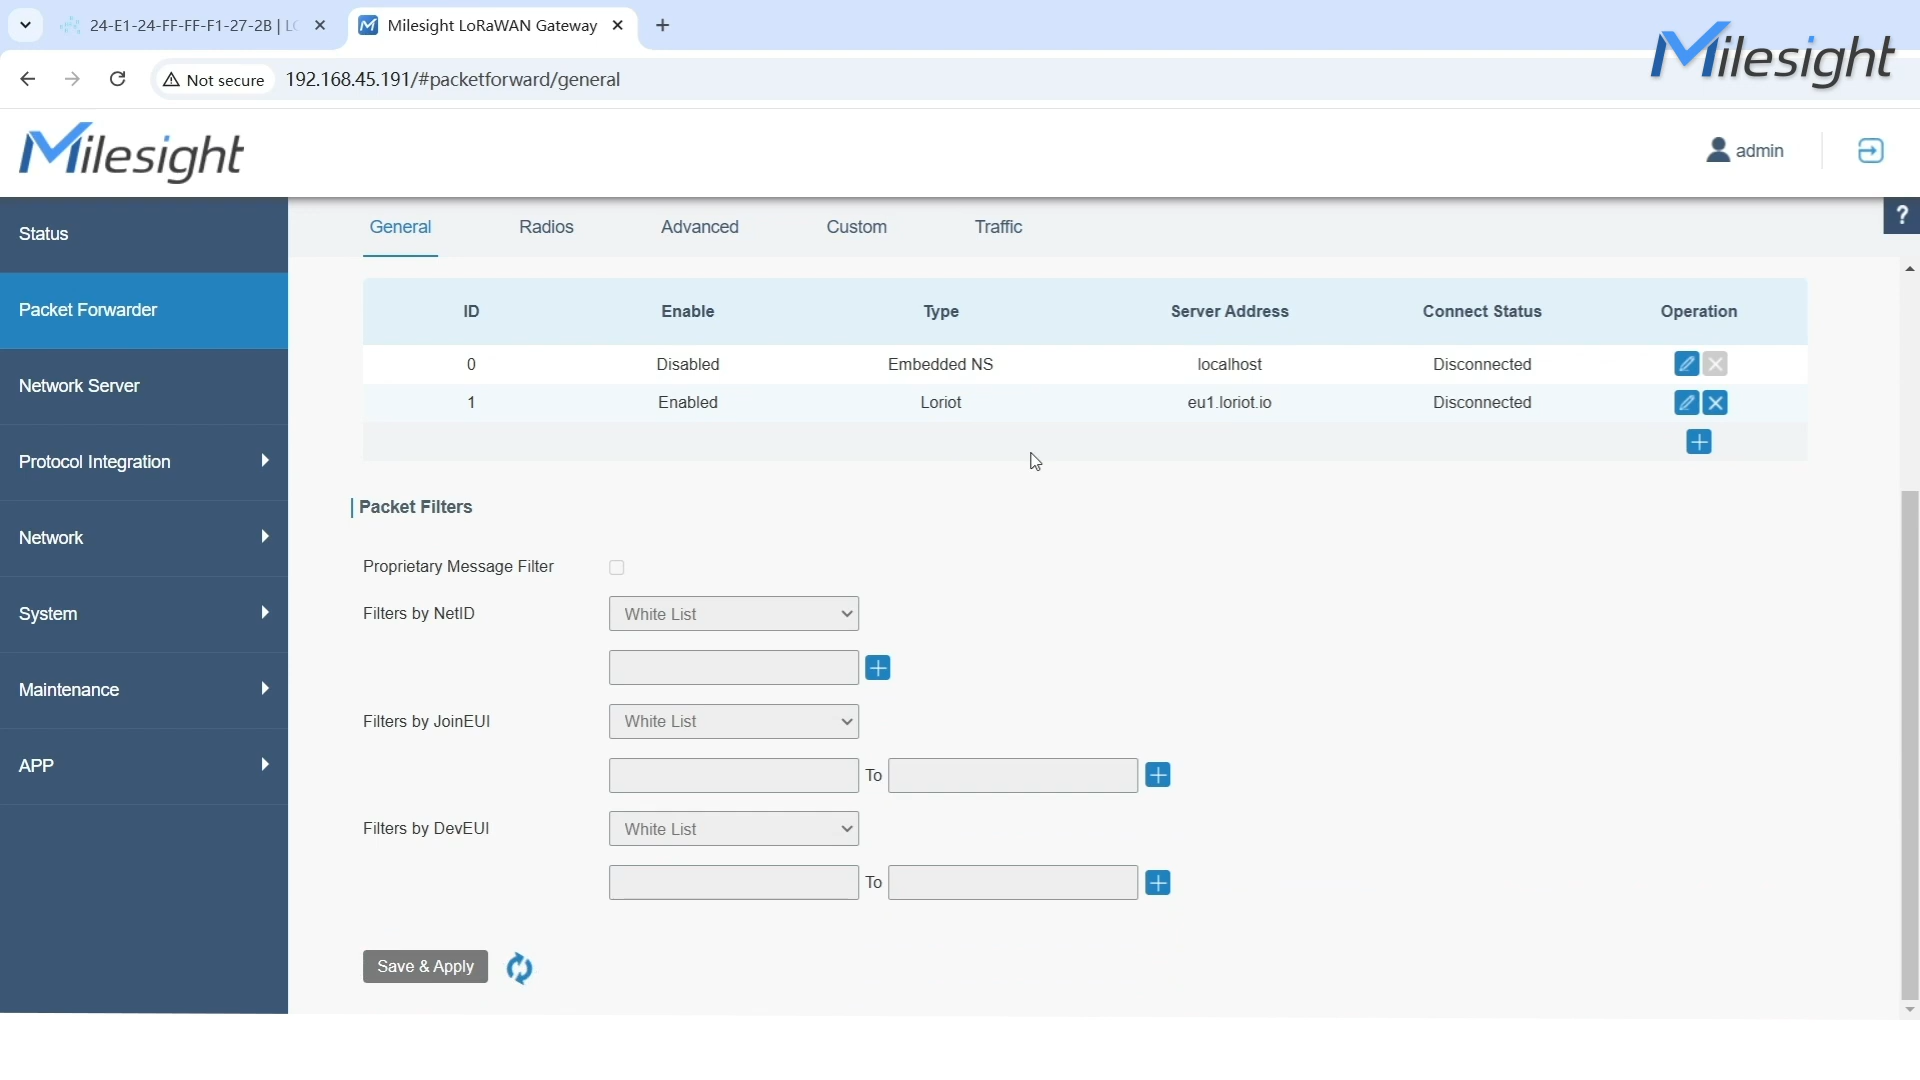 24-E1-24-FF-FF-F1-27-2B | LO
Milesight LoRaWAN Gateway
Milesight
Not secure
192.168.45.191/#packetforward/general
Milesight
admin
Status
Packet Forwarder
Network Server
Protocol Integration
Network
System
Maintenance
APP
General Radios Advanced Custom Traffic
?
ID Enable Type Server Address Connect Status Operation
0 Disabled Embedded NS localhost Disconnected
1 Enabled Loriot eu1.loriot.io Disconnected
Packet Filters
Proprietary Message Filter
Filters by NetID White List
Filters by JoinEUI White List
To
Filters by DevEUI White List
To
Save & Apply